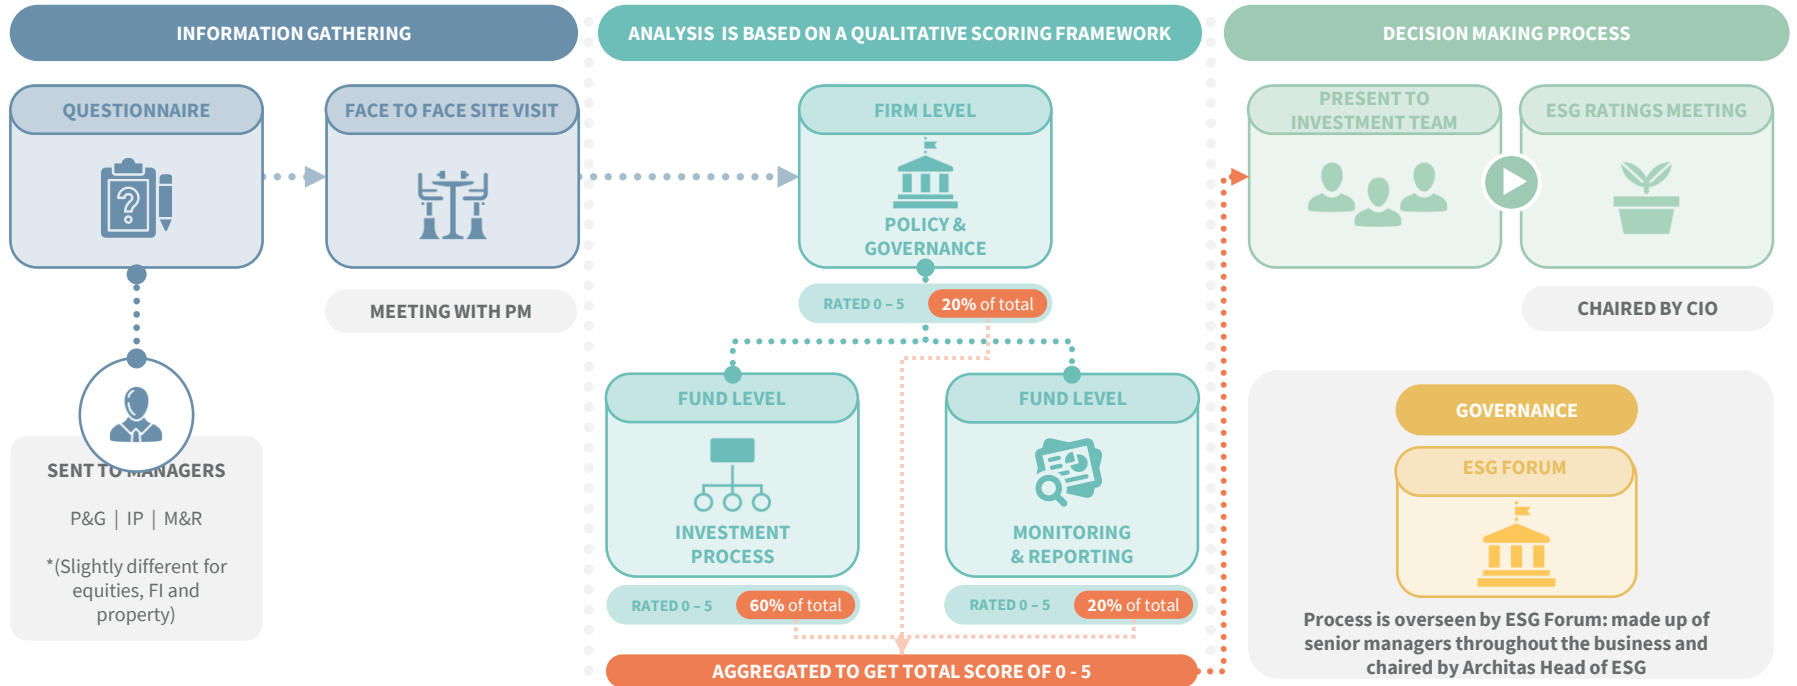 INFORMATION GATHERING
QUESTIONNAIRE
FACE TO FACE SITE VISIT
?
MEETING WITH PM
SENT TO MANAGERS
P&G | IP | M&R
*(Slightly different for
equities, FI and
property)
ANALYSIS IS BASED ON A QUALITATIVE SCORING FRAMEWORK
FIRM LEVEL
POLICY &
GOVERNANCE
RATED 0 – 5 20% of total
FUND LEVEL
INVESTMENT
PROCESS
RATED 0 – 5 60% of total
FUND LEVEL
MONITORING
& REPORTING
RATED 0 – 5 20% of total
AGGREGATED TO GET TOTAL SCORE OF 0 - 5
DECISION MAKING PROCESS
PRESENT TO
INVESTMENT TEAM
ESG RATINGS MEETING
CHAIRED BY CIO
GOVERNANCE
ESG FORUM
Process is overseen by ESG Forum: made up of
senior managers throughout the business and
chaired by Architas Head of ESG